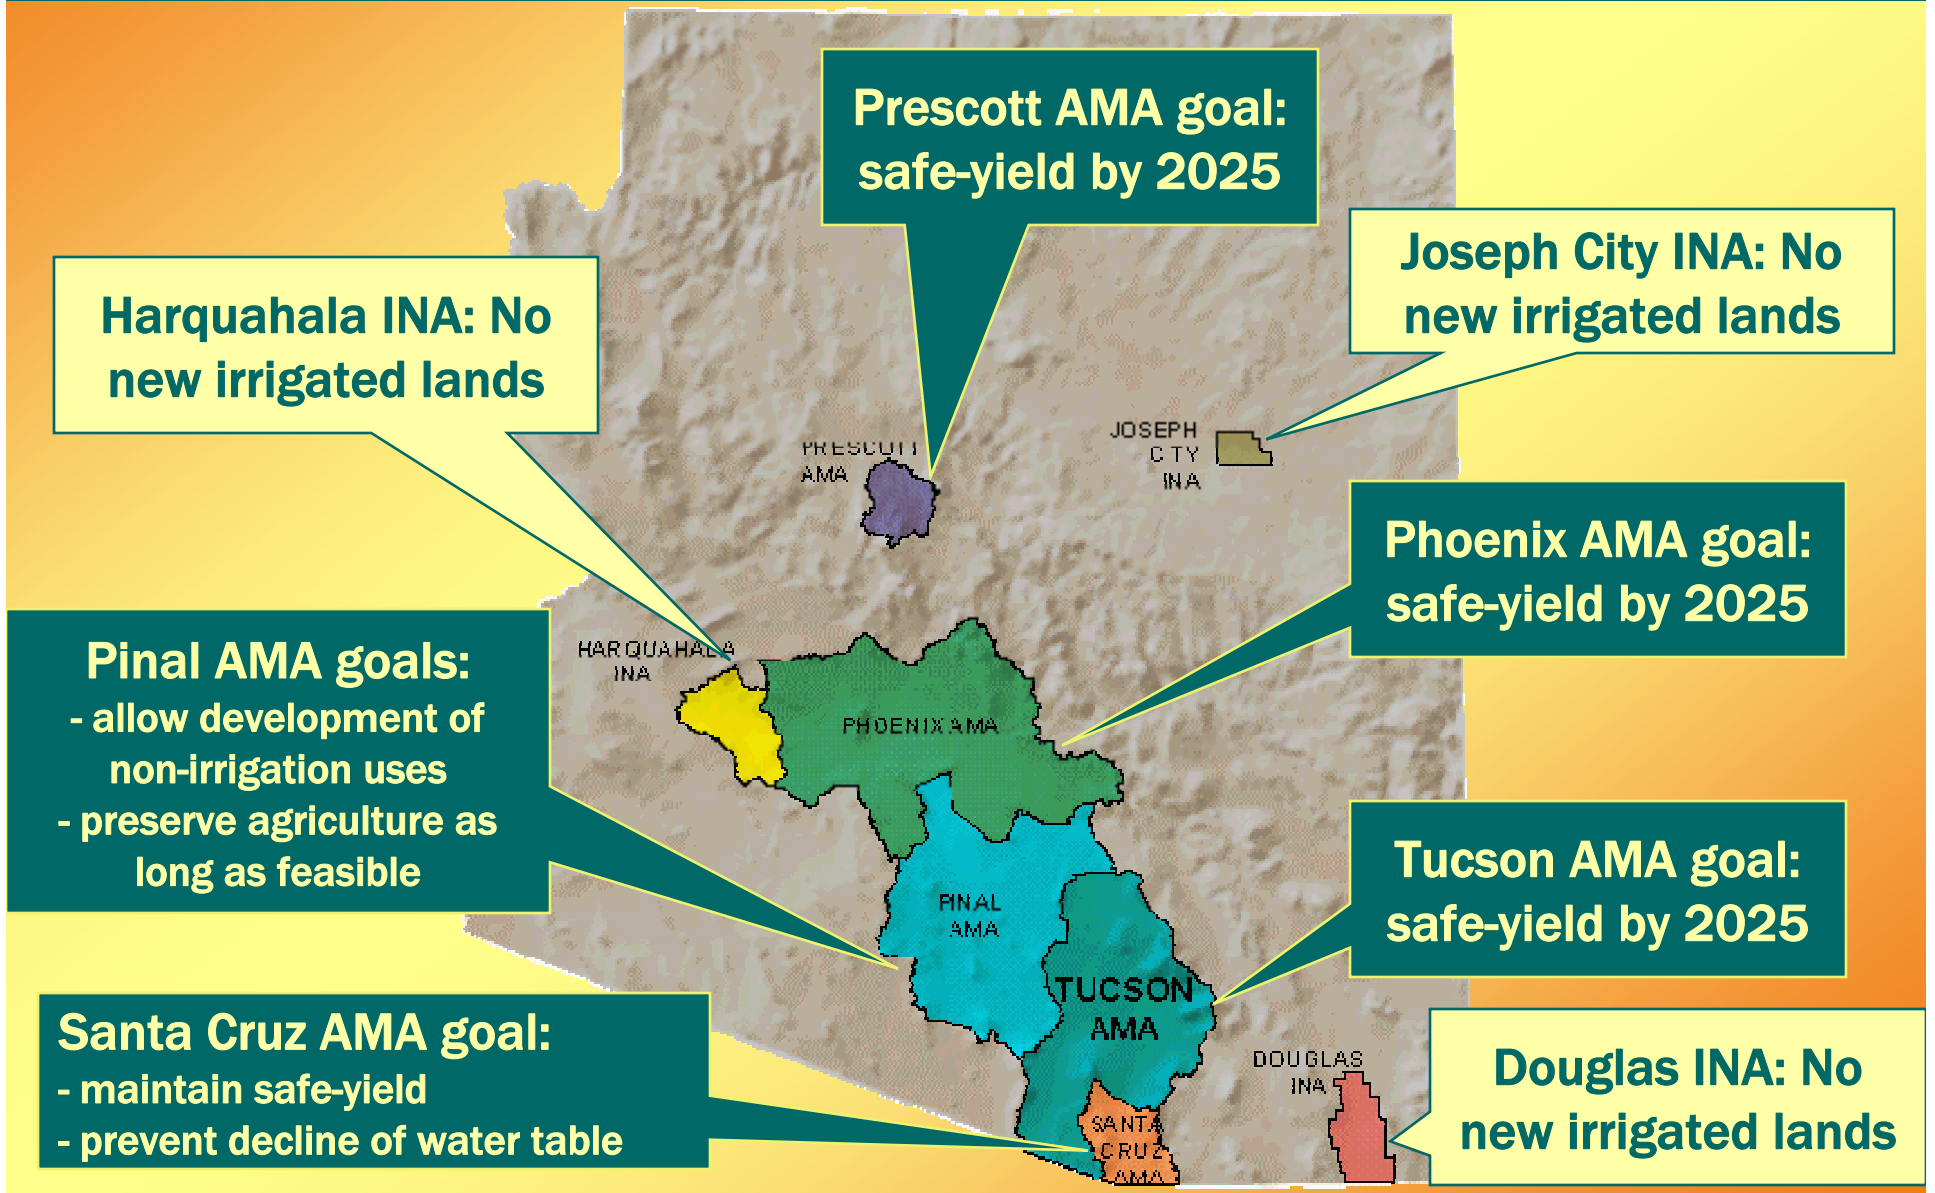 Prescott AMA goal:
safe-yield by 2025
Joseph City INA: No
new irrigated lands
Harquahala INA: No
new irrigated lands
PRESCOTT
AMA
JOSEPH
C TY
INA
Phoenix AMA goal:
safe-yield by 2025
HARQUAHALA
INA
Pinal AMA goals:
- allow development of
non-irrigation uses
- preserve agriculture as
long as feasible
PHOENIX AMA
Tucson AMA goal:
safe-yield by 2025
PINAL
AMA
TUCSON
AMA
Santa Cruz AMA goal:
- maintain safe-yield
- prevent decline of water table
DOUGLAS
INA
Douglas INA: No
new irrigated lands
SANTA
CRUZ
AMA